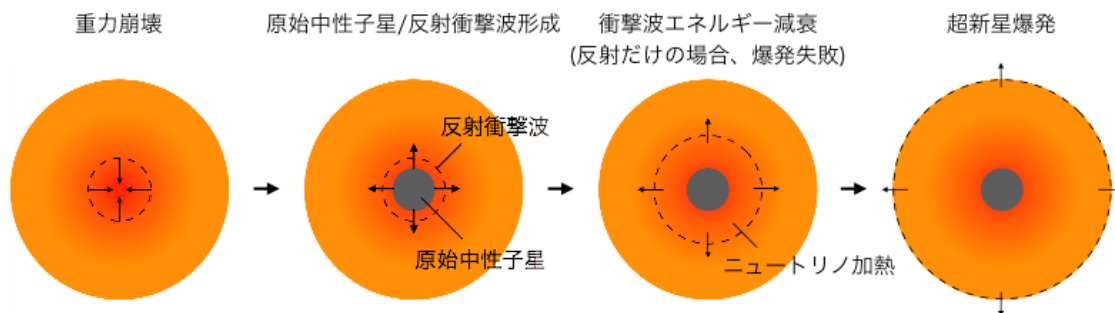 重力崩壊
原始中性子星/反射衝撃波形成
衝撃波エネルギー減衰
(反射だけの場合、爆発失敗)
超新星爆発
反射衝撃波
原始中性子星
ニュートリノ加熱